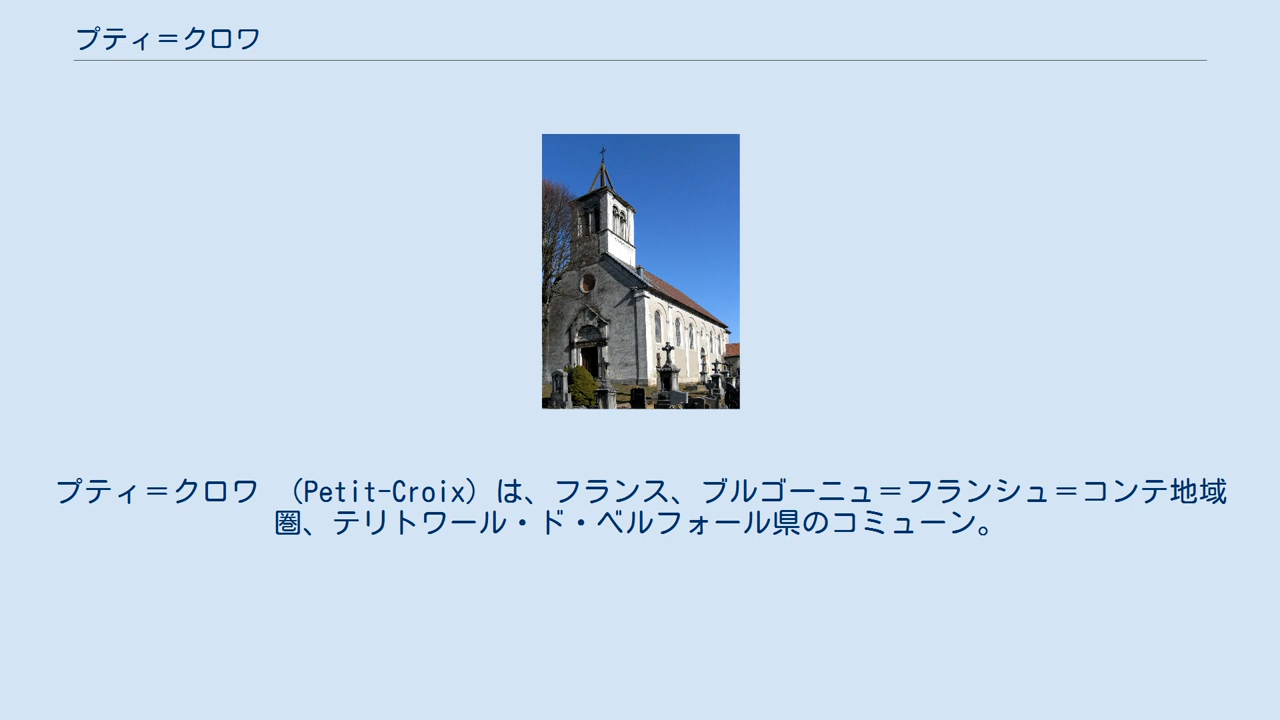 プティ＝クロワ
プティ＝クロワ （Petit-Croix）は、フランス、ブルゴーニュ＝フランシュ＝コンテ地域
圏、テリトワール・ド・ベルフォール県のコミューン。